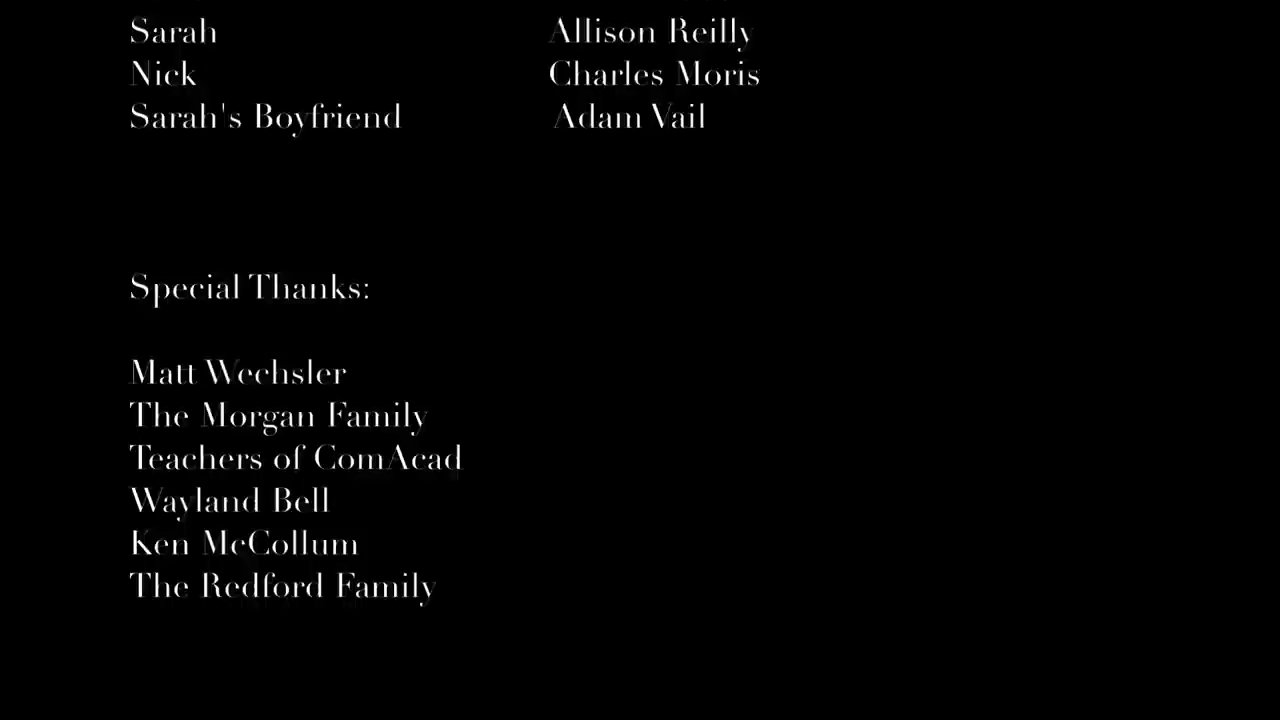 Sarah Allison Reilly
Nick Charles Moris
Sarah's Boyfriend Adam Vail
Special Thanks:
Matt Wechsler
The Morgan Family
Teachers of ComAcad
Wayland Bell
Ken McCollum
The Redford Family